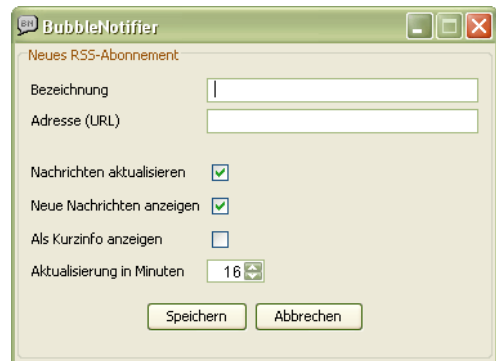 BN BubbleNotifier
Neues RSS-Abonnement
Bezeichnung
Adresse (URL)
Nachrichten aktualisieren
Neue Nachrichten anzeigen
Als Kurzinfo anzeigen
Aktualisierung in Minuten 16
Speichern Abbrechen